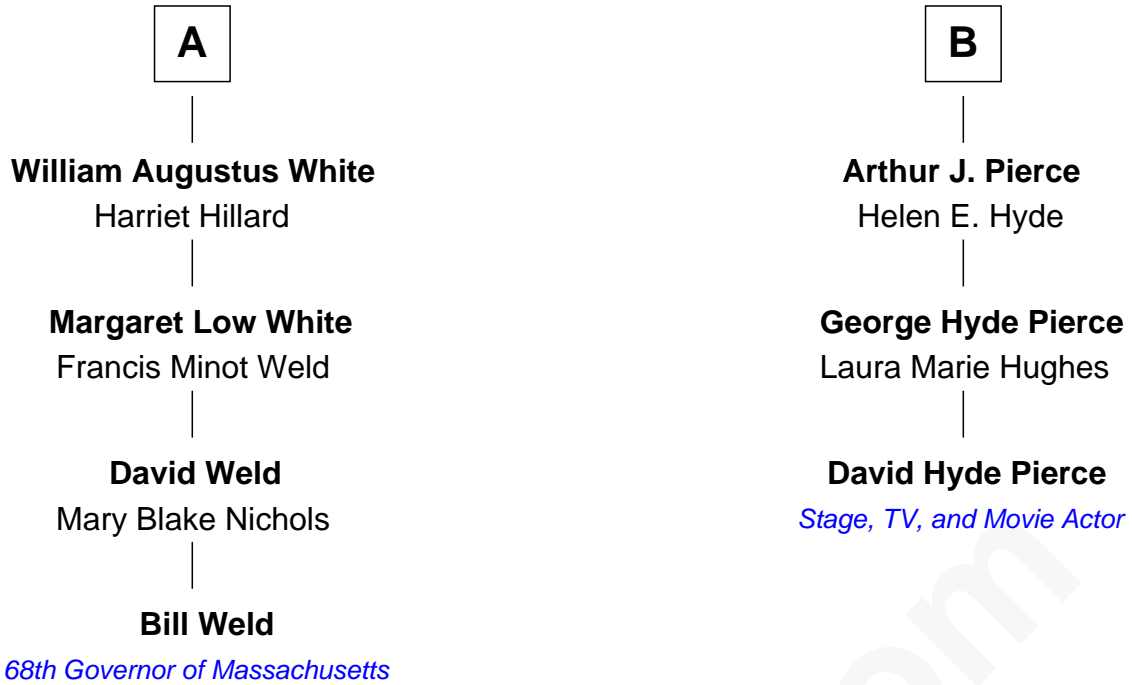 A
William Augustus White
Harriet Hillard
Margaret Low White
Francis Minot Weld
David Weld
Mary Blake Nichols
Bill Weld
68th Governor of Massachusetts
B
Arthur J. Pierce
Helen E. Hyde
George Hyde Pierce
Laura Marie Hughes
David Hyde Pierce
Stage, TV, and Movie Actor
om